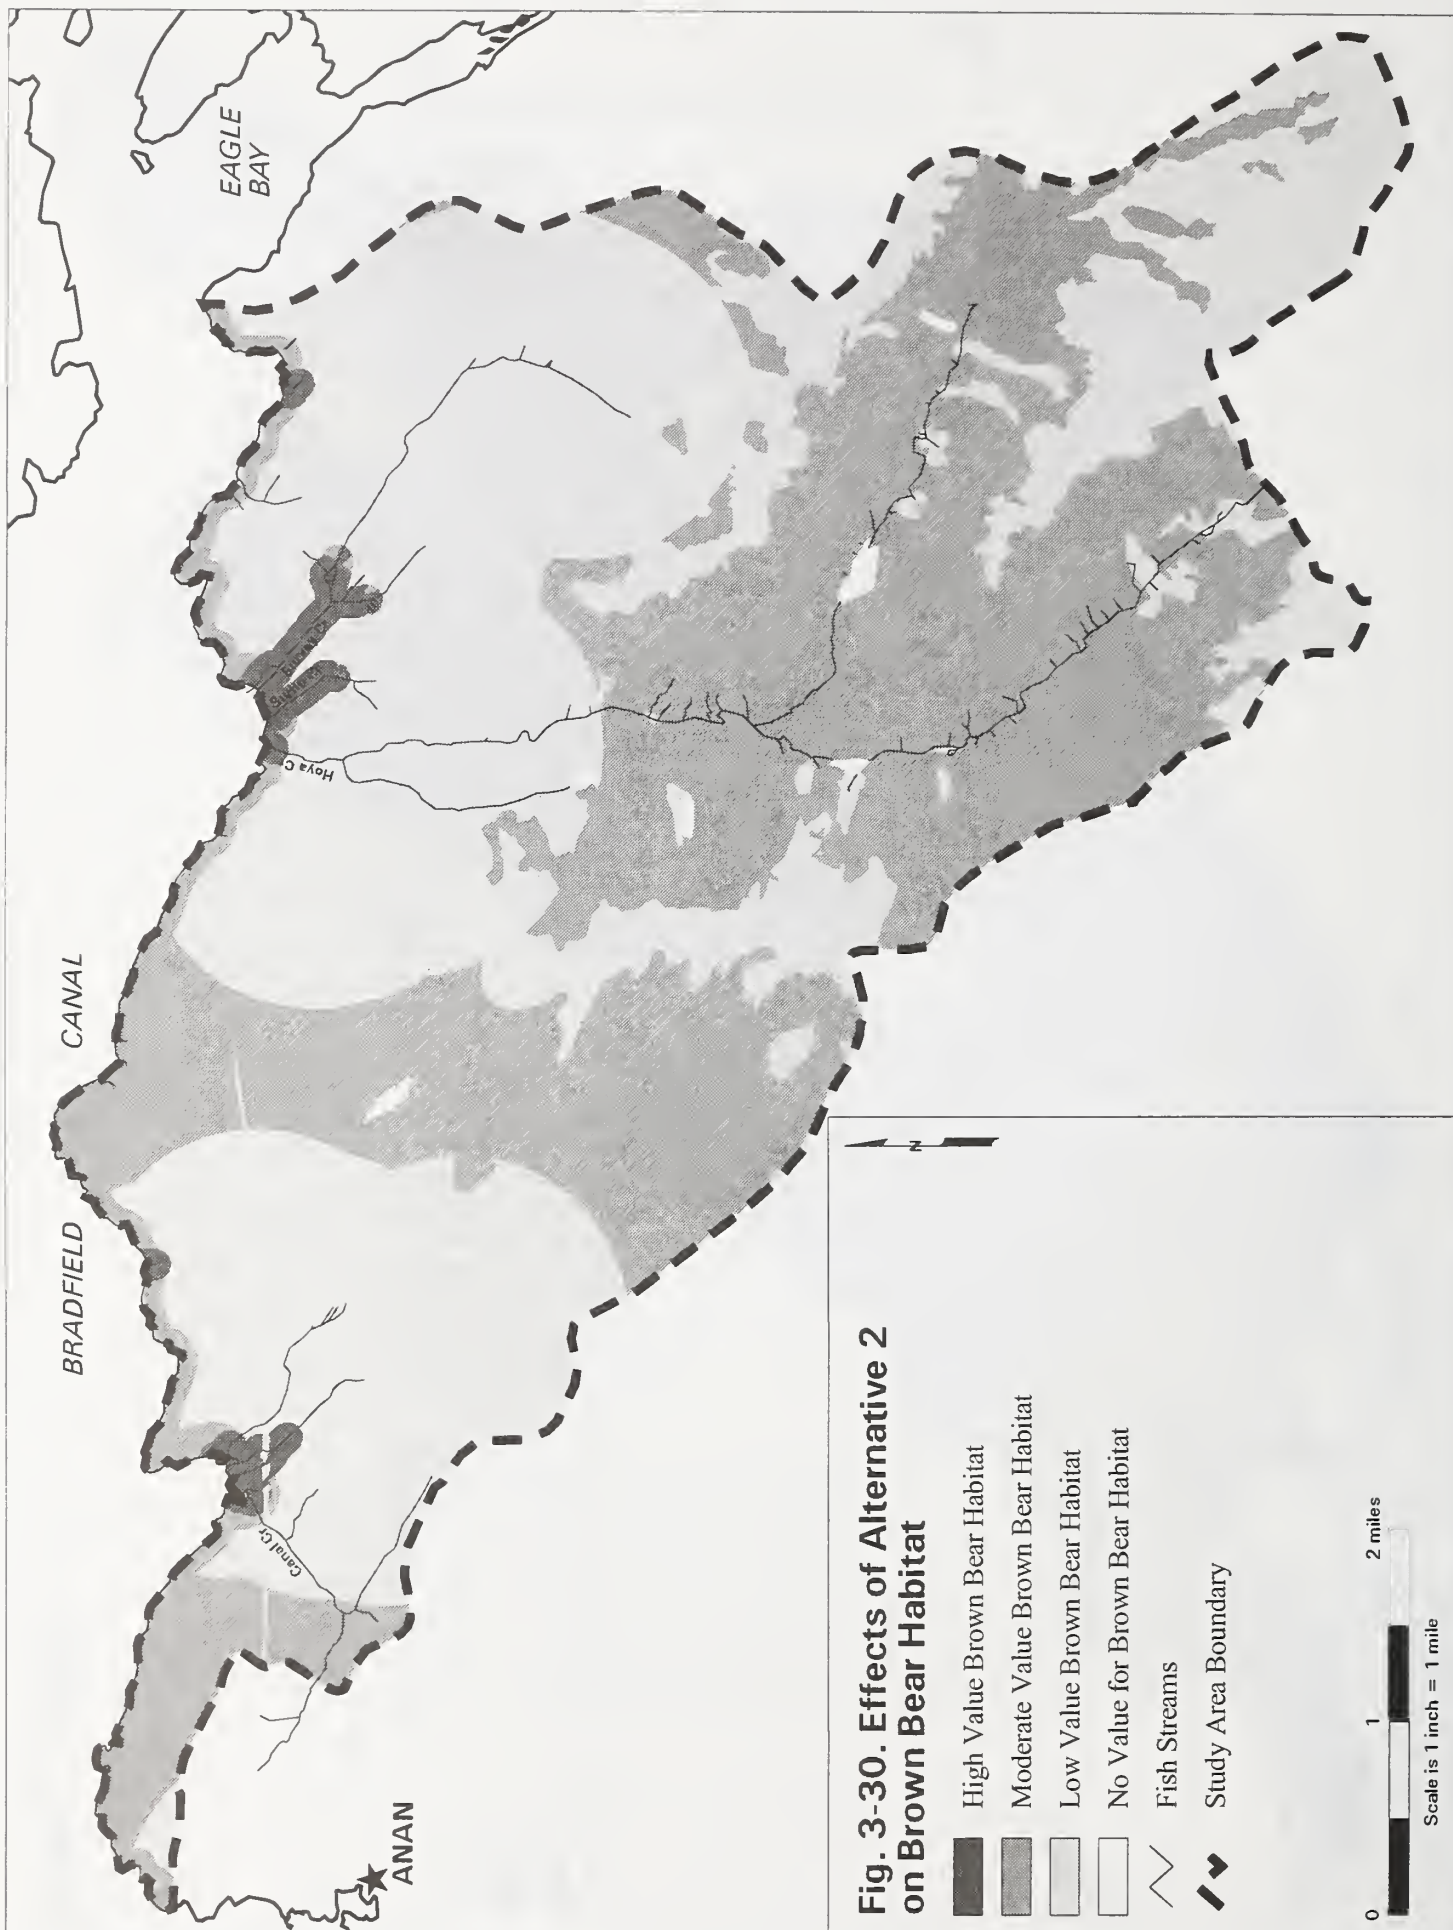 EAGLE
BAY
BRADFIELD CANAL
Hoya C
Canal Cr
ANAN
N
Fig. 3-30. Effects of Alternative 2
on Brown Bear Habitat
High Value Brown Bear Habitat
Moderate Value Brown Bear Habitat
Low Value Brown Bear Habitat
No Value for Brown Bear Habitat
Fish Streams
Study Area Boundary
0 1 2 miles
Scale is 1 inch = 1 mile